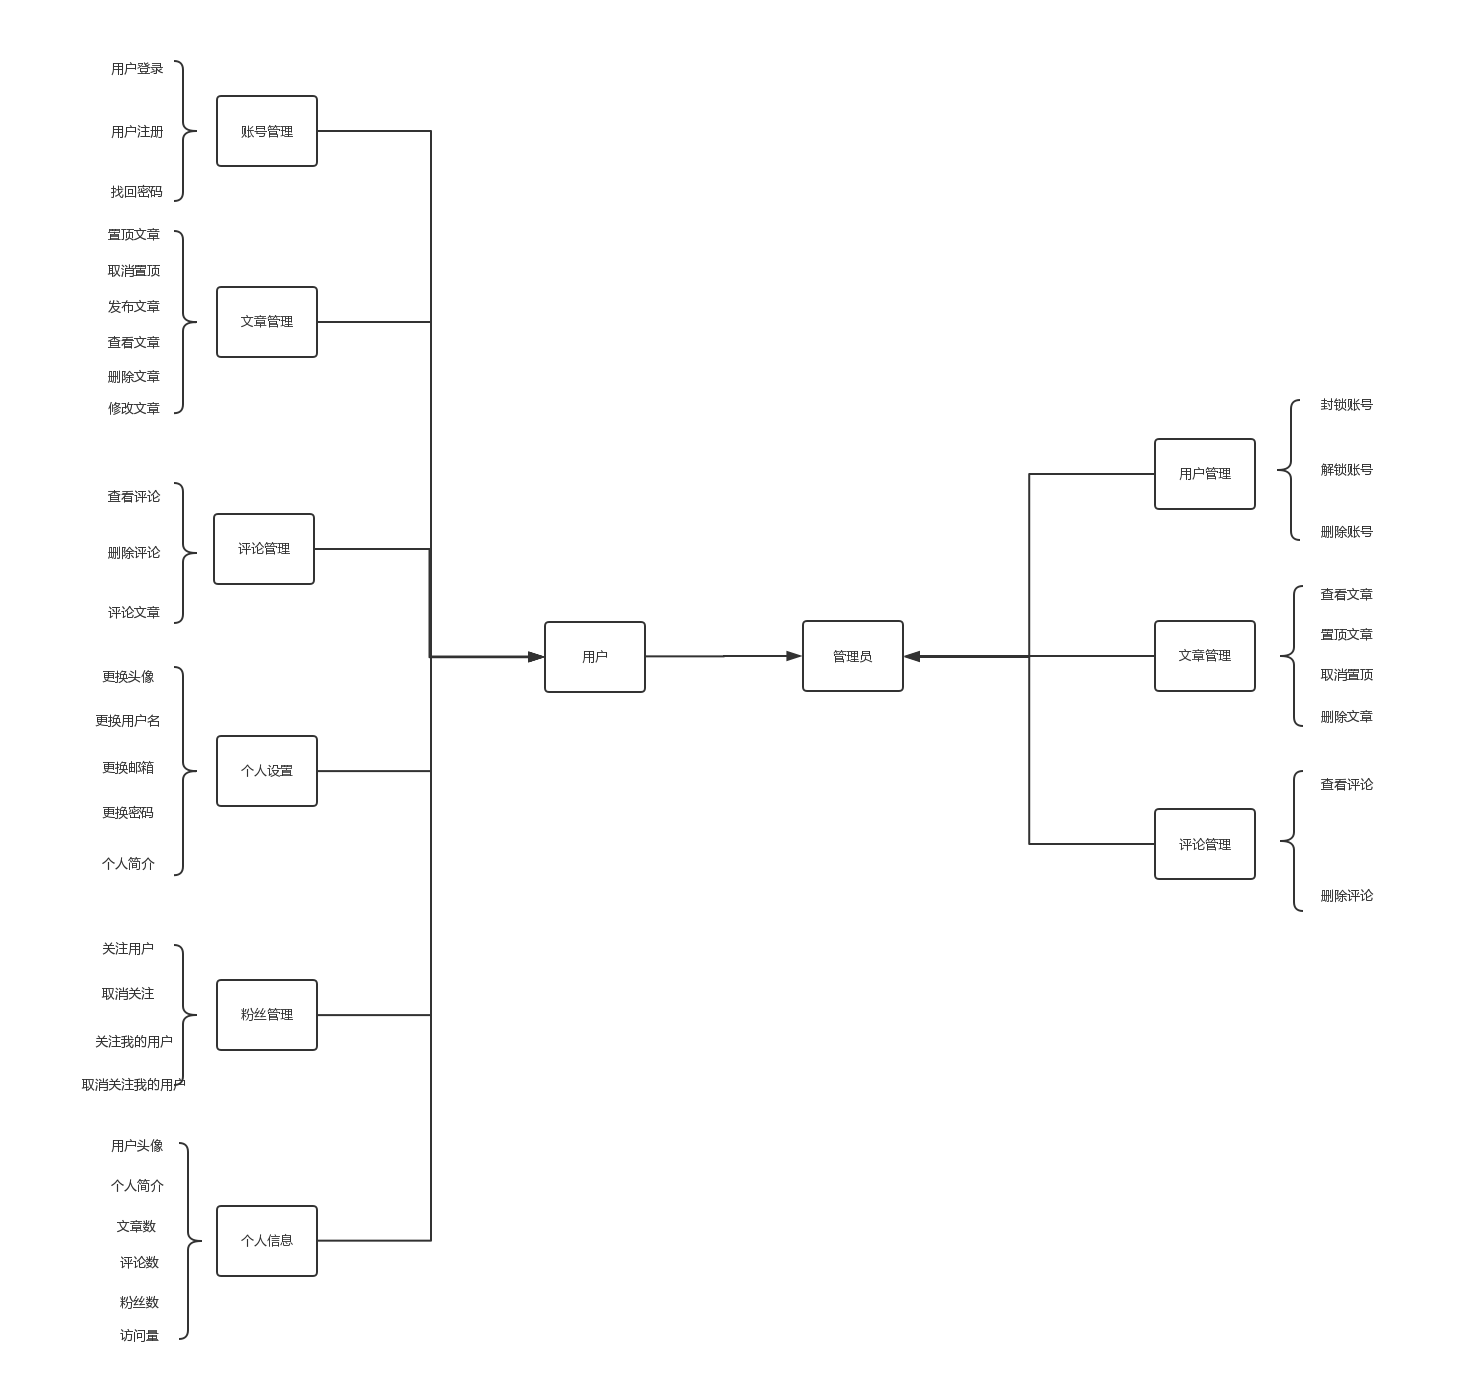 用户登录
用户注册
找回密码
账号管理
置顶文章
取消置顶
发布文章
查看文章
删除文章
修改文章
文章管理
查看评论
删除评论
评论文章
评论管理
更换头像
更换用户名
更换邮箱
更换密码
个人简介
个人设置
关注用户
取消关注
关注我的用户
取消关注我的用户
粉丝管理
用户头像
个人简介
文章数
评论数
粉丝数
访问量
个人信息
用户
管理员
用户管理
封锁账号
解锁账号
删除账号
文章管理
查看文章
置顶文章
取消置顶
删除文章
评论管理
查看评论
删除评论